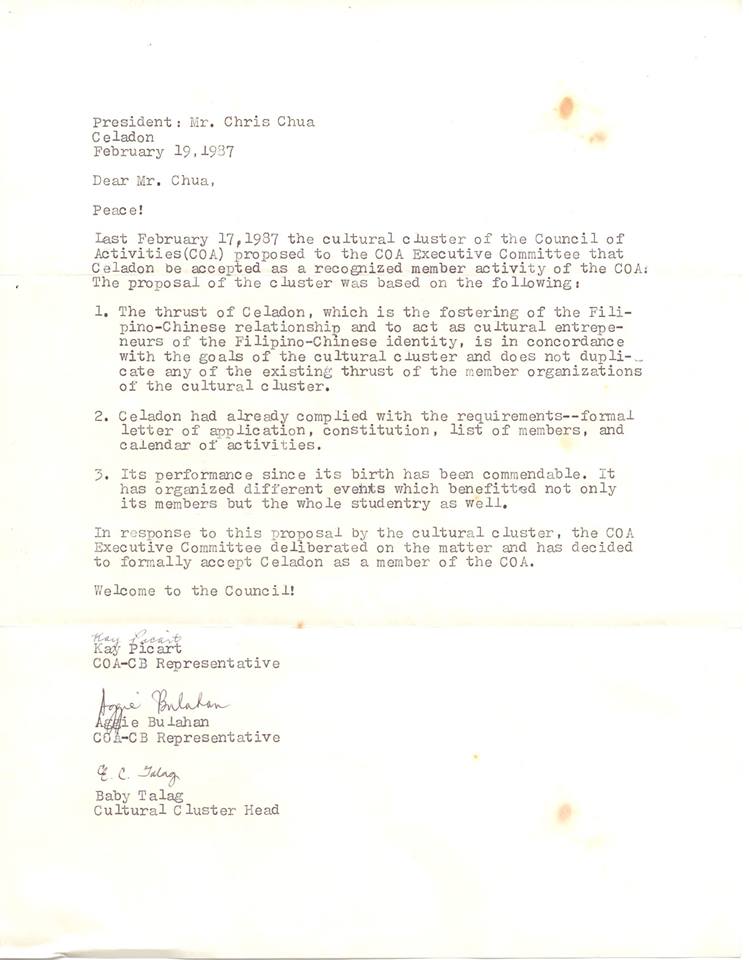 President: Mr. Chris Chua
Celadon
February 19,1987
Dear Mr. Chua,
Peace!
Last February 17,1987 the cultural cluster of the Council of
Activities(COA) proposed to the COA Executive Committee that
Celadon be accepted as a recognized member activity of the COA:
The proposal of the cluster was based on the following:
1. The thrust of Celadon, which is the fostering of the Fili-
pino-Chinese relationship and to act as cultural entrepe-
neurs of the Filipino-Chinese identity, is in concordance
with the goals of the cultural cluster and does not dupli-
cate any of the existing thrust of the member organizations
of the cultural cluster.
2. Celadon had already complied with the requirements--formal
letter of application, constitution, list of members, and
calendar of activities.
3. Its performance since its birth has been commendable. It
has organized different events which benefitted not only
its members but the whole studentry as well.
In response to this proposal by the cultural cluster, the COA
Executive Committee deliberated on the matter and has decided
to formally accept Celadon as a member of the COA.
Welcome to the Council!
Kay Picart
Kay Picart
COA-CB Representative
Aggie Bulahan
Aggie Bulahan
COA-CB Representative
E. C. Talag
Baby Talag
Cultural Cluster Head